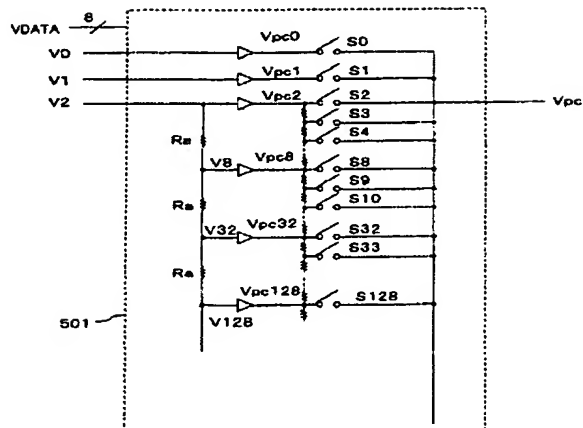 8
VDATA
V0 Vpc0 S0
V1 Vpc1 S1
V2 Vpc2 S2 Vpc
S3
S4
Ra
V8 Vpc8 S8
S9
Ra S10
V32 Vpc32 S32
S33
Ra
Vpc128 S128
501 V128